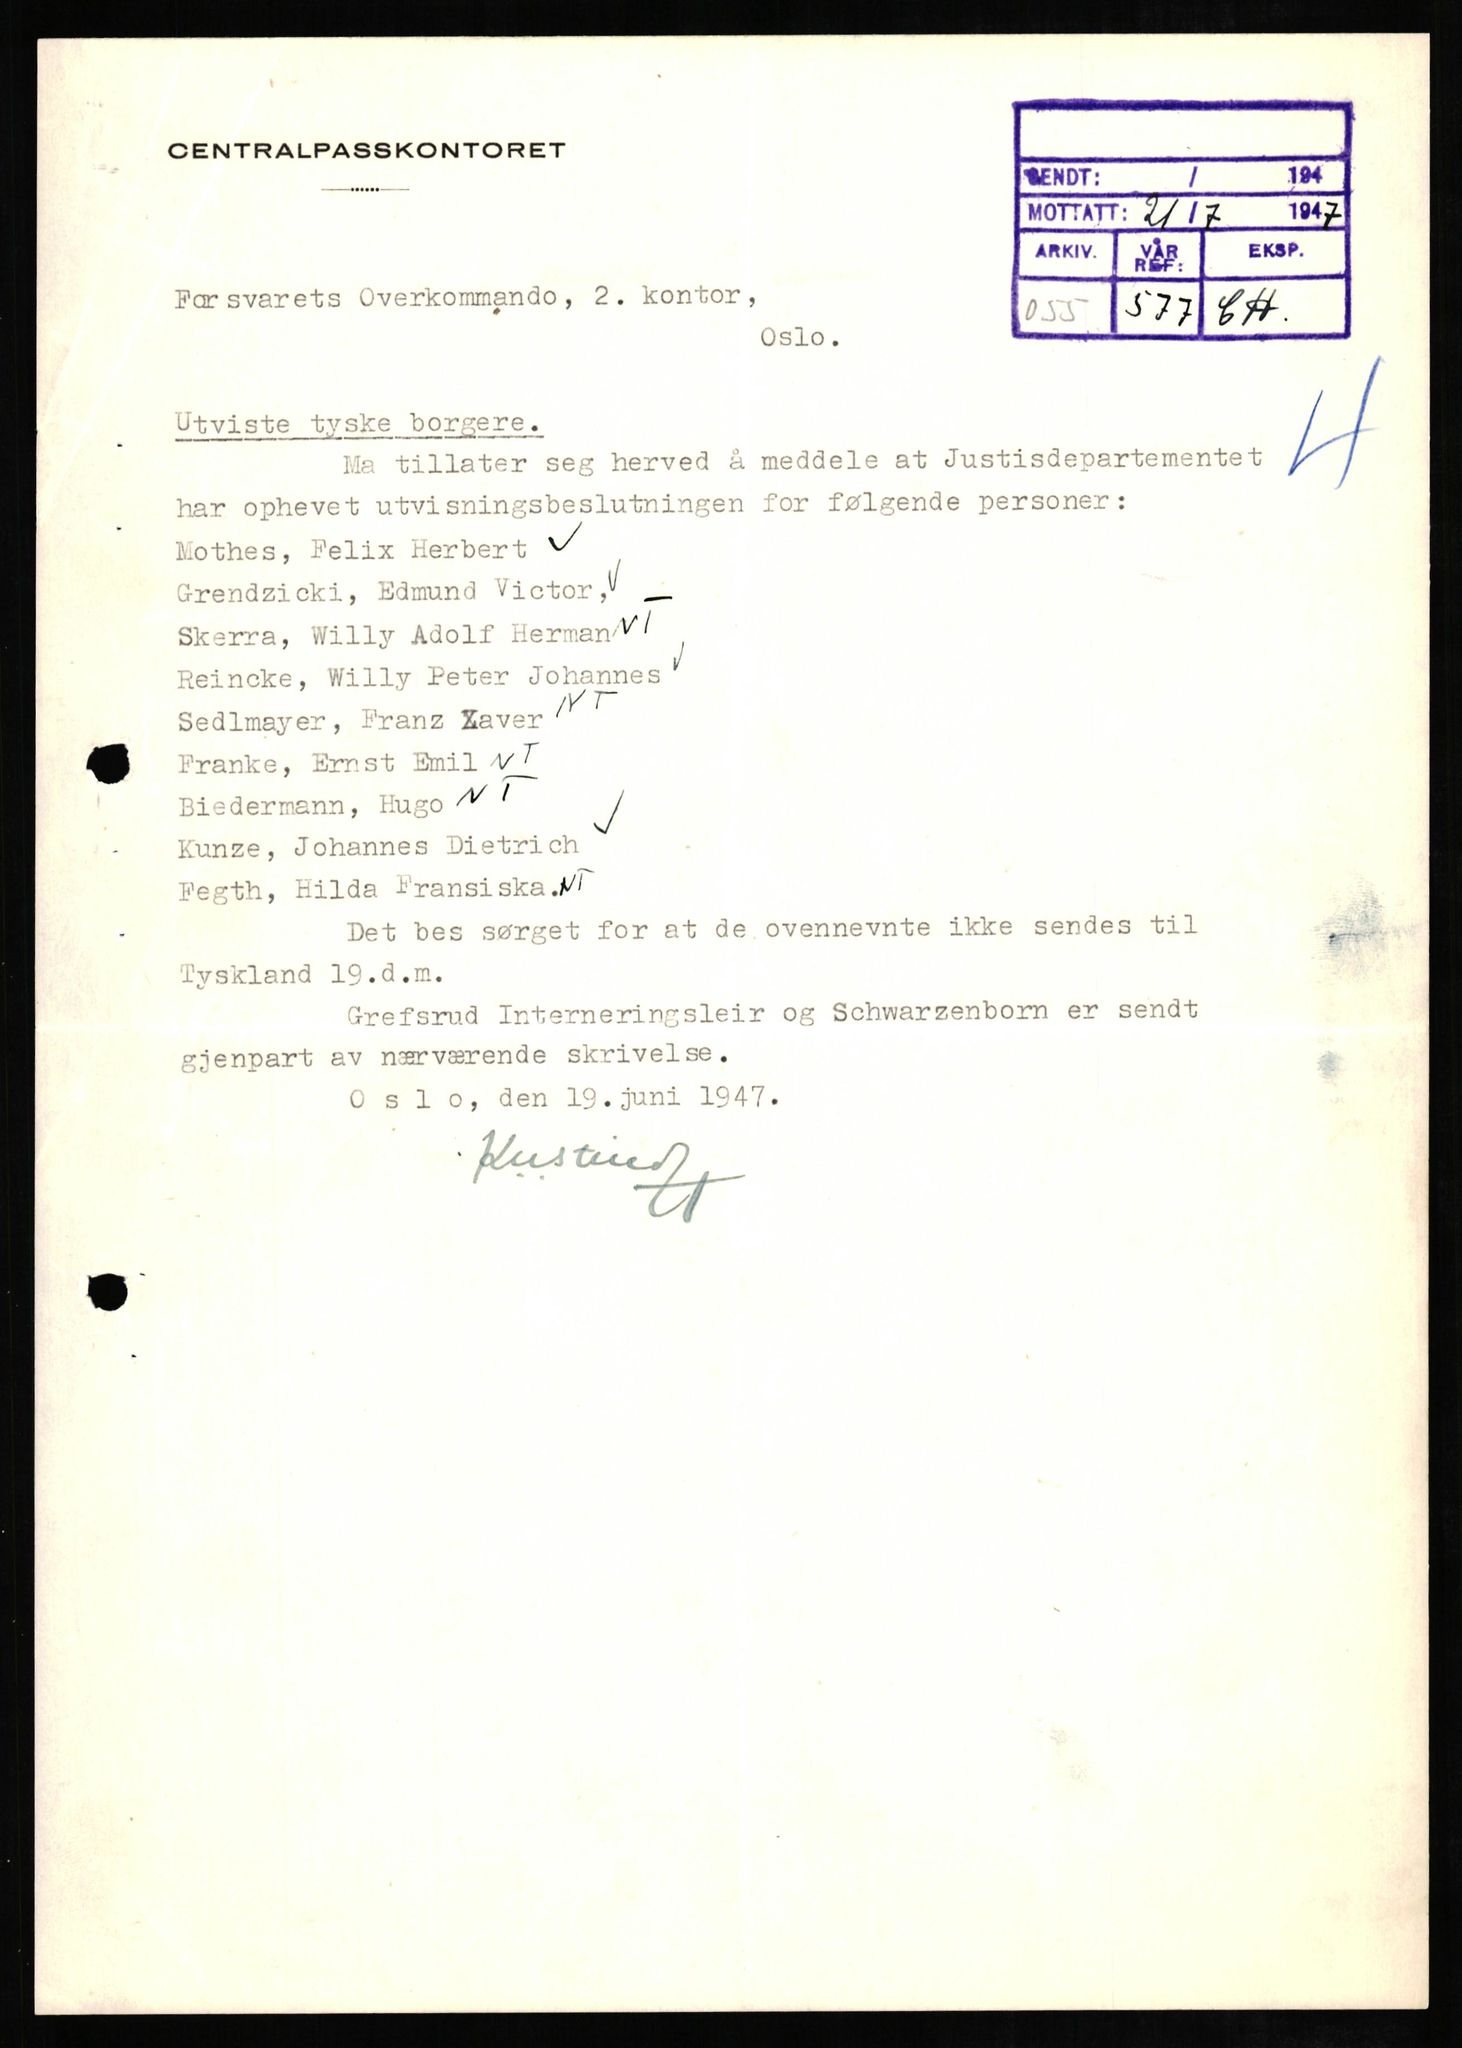 CENTRALPASSKONTORET
SENDT: / 194
MOTTATT: 21/7 1947
ARKIV. VÅR REF: EKSP.
055 577 CH.
Forsvarets Overkommando, 2. kontor,
Oslo.
H
Utviste tyske borgere.
Ma tillater seg herved å meddele at Justisdepartementet
har ophevet utvisningsbeslutningen for følgende personer:
Mothes, Felix Herbert ✓
Grendzicki, Edmund Victor, ✓
Skerra, Willy Adolf Herman NT
Reincke, Willy Peter Johannes ✓
Sedlmayer, Franz Xaver NT
Franke, Ernst Emil NT
Biedermann, Hugo NT
Kunze, Johannes Dietrich ✓
Fegth, Hilda Fransiska. NT
Det bes sørget for at de ovennevnte ikke sendes til
Tyskland 19.d.m.
Grefsrud Interneringsleir og Schwarzenborn er sendt
gjenpart av nærværende skrivelse.
O s l o, den 19.juni 1947.